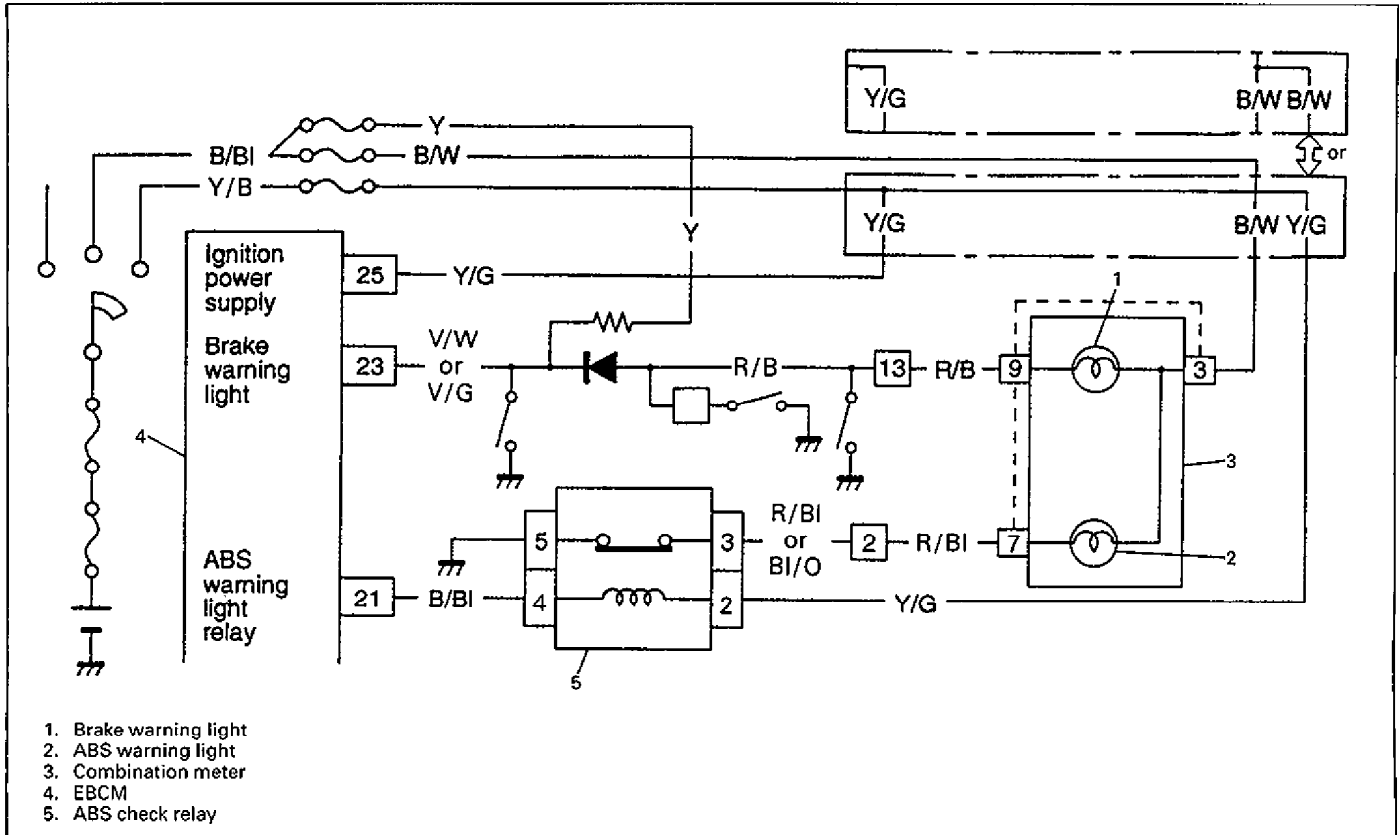 Y/G
B/W B/W
or
Y
B/Bl
B/W
Y/B
Y/G
B/W Y/G
Y
Ignition
power
supply
25
Y/G
1
Brake
warning
light
23
V/W
or
V/G
R/B
13
R/B
9
3
4
3
ABS
warning
light
relay
21
B/Bl
5
4
3
2
R/Bl
or
Bl/O
2
R/Bl
7
2
Y/G
5
1. Brake warning light
2. ABS warning light
3. Combination meter
4. EBCM
5. ABS check relay